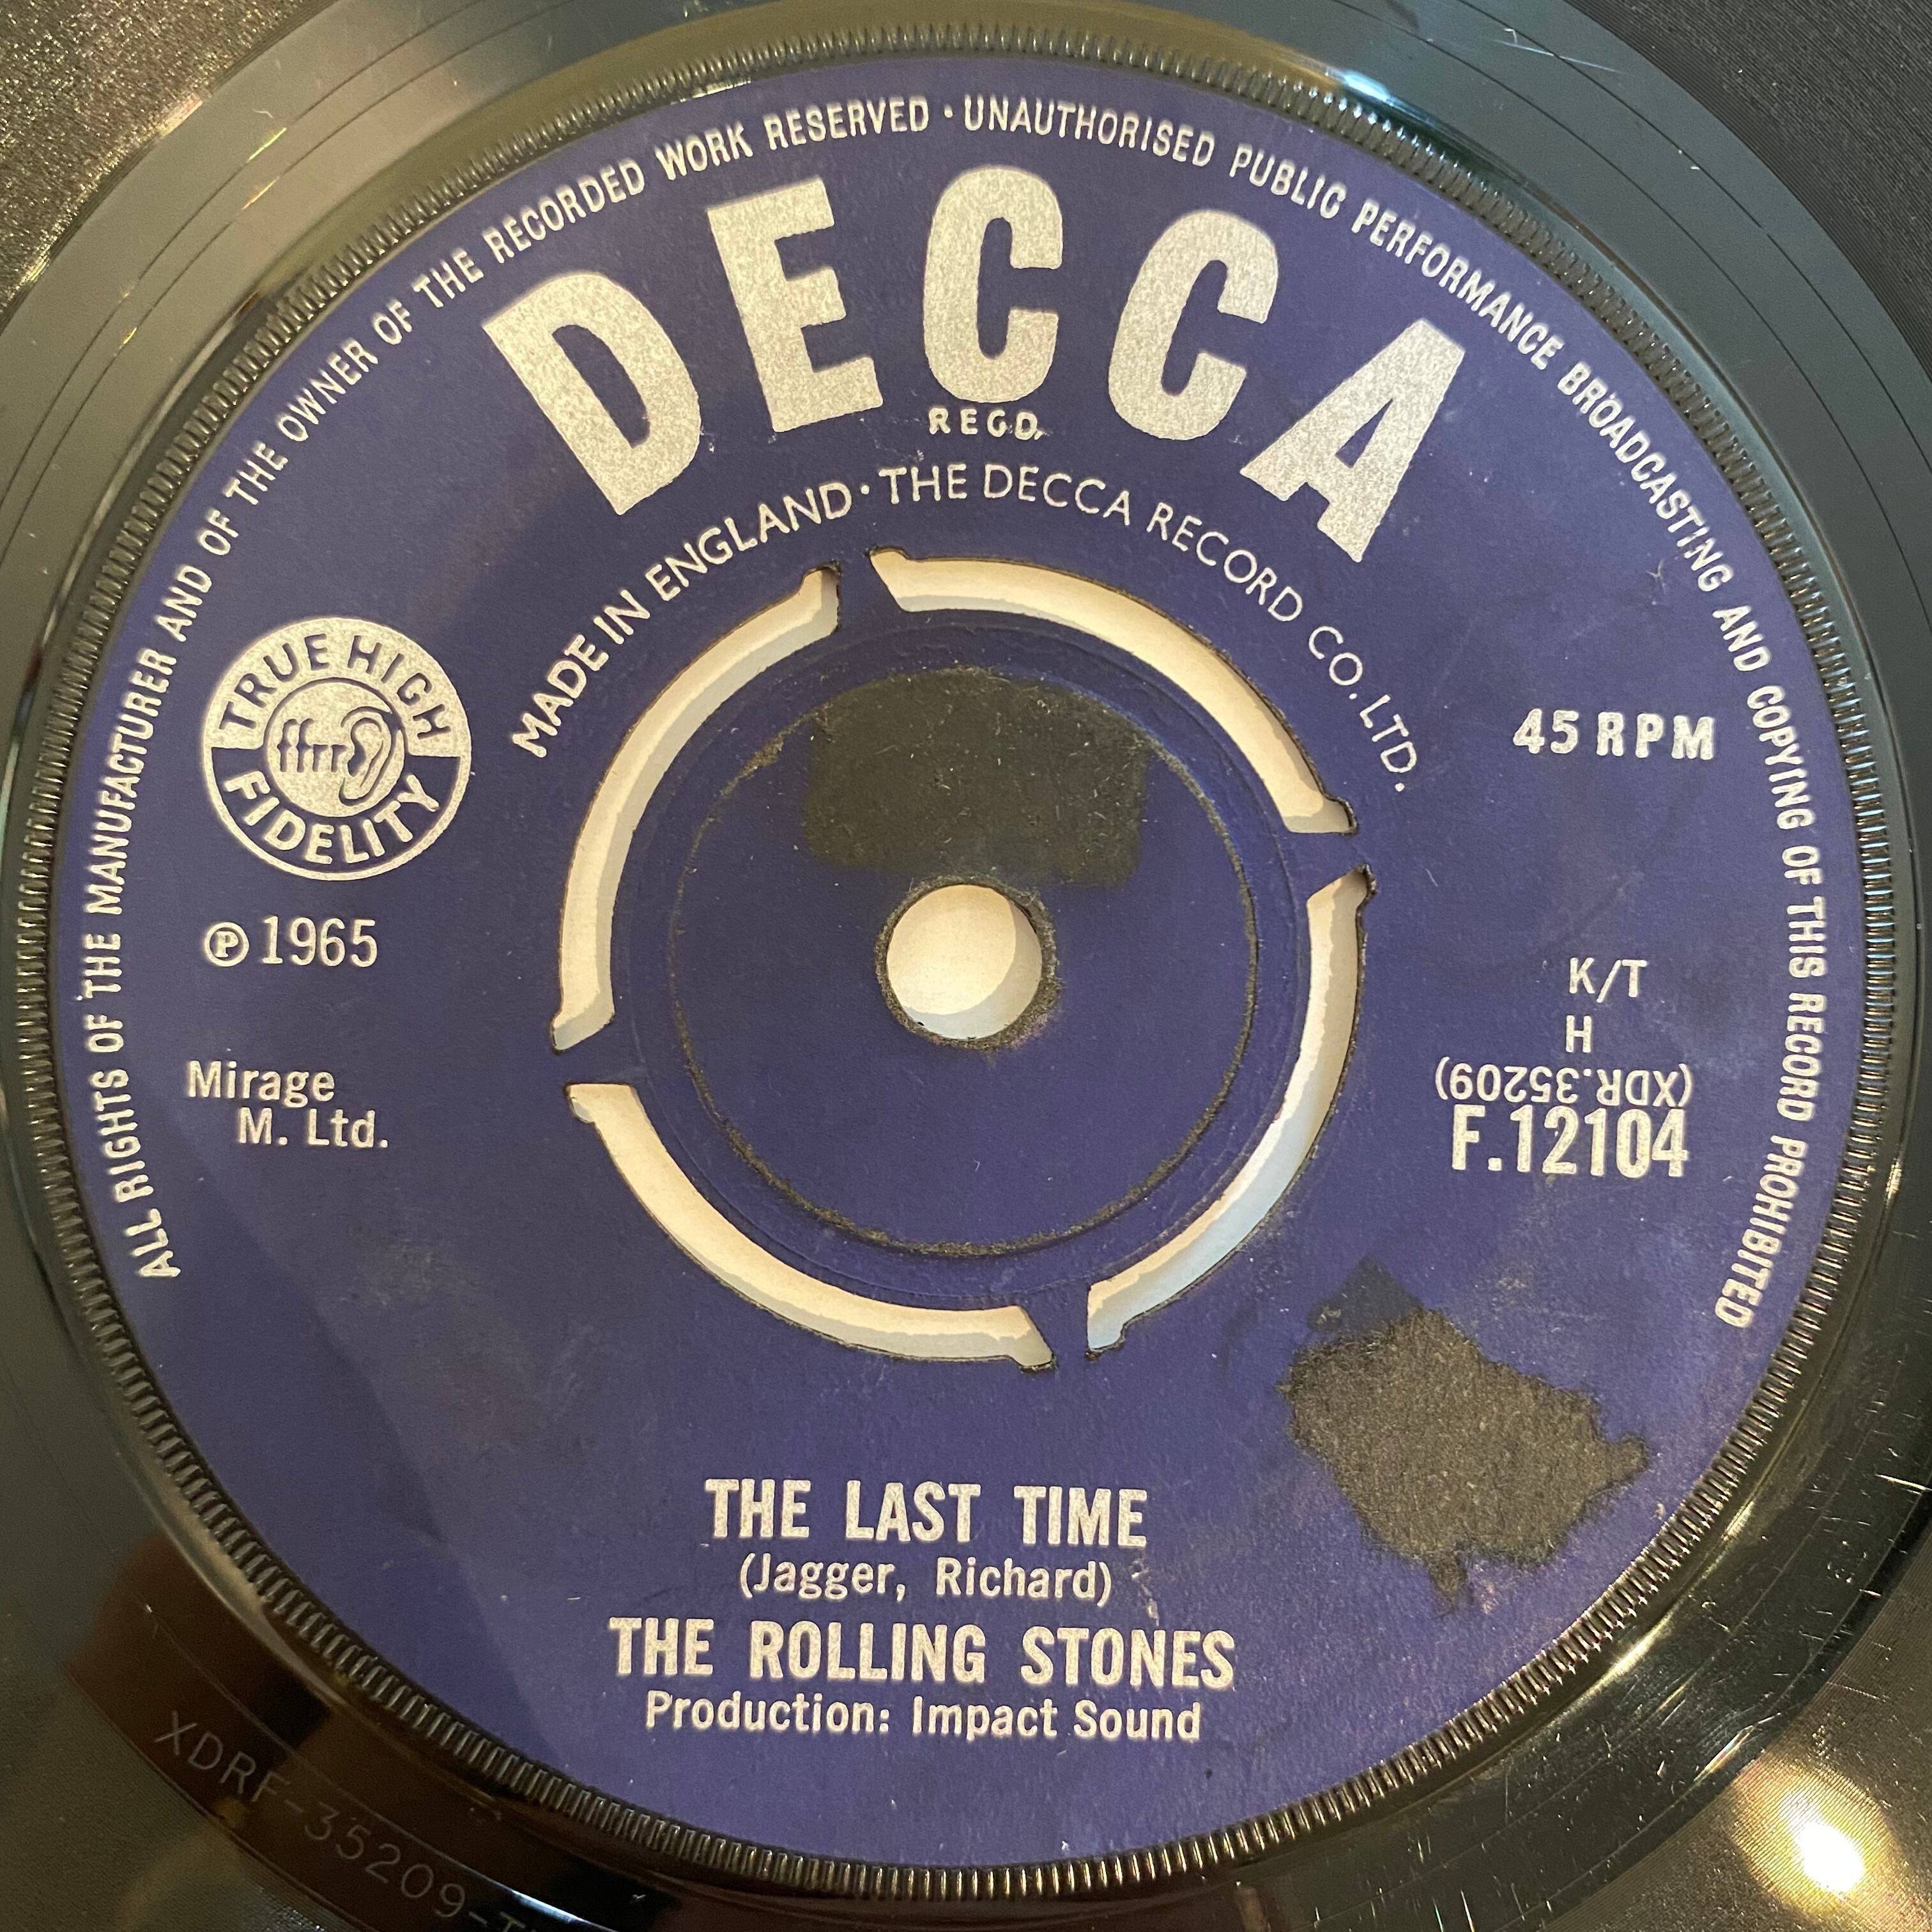 ALL RIGHTS OF THE MANUFACTURER AND OF THE OWNER OF THE RECORDED WORK RESERVED · UNAUTHORISED PUBLIC PERFORMANCE BROADCASTING AND COPYING OF THIS RECORD PROHIBITED
DECCA
REGD.
MADE IN ENGLAND · THE DECCA RECORD CO. LTD.
TRUE HIGH
ffrr
FIDELITY
45 RPM
℗ 1965
K/T
H
Mirage
M. Ltd.
(XDR.35209)
F.12104
THE LAST TIME
(Jagger, Richard)
THE ROLLING STONES
Production: Impact Sound
XDRF-35209-T